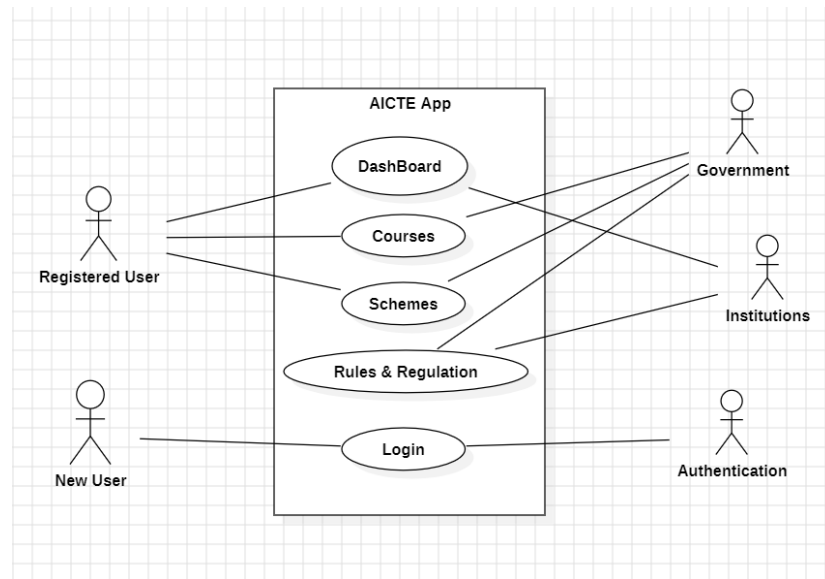 AICTE App
DashBoard
Government
Courses
Registered User
Schemes
Institutions
Rules & Regulation
Login
Authentication
New User